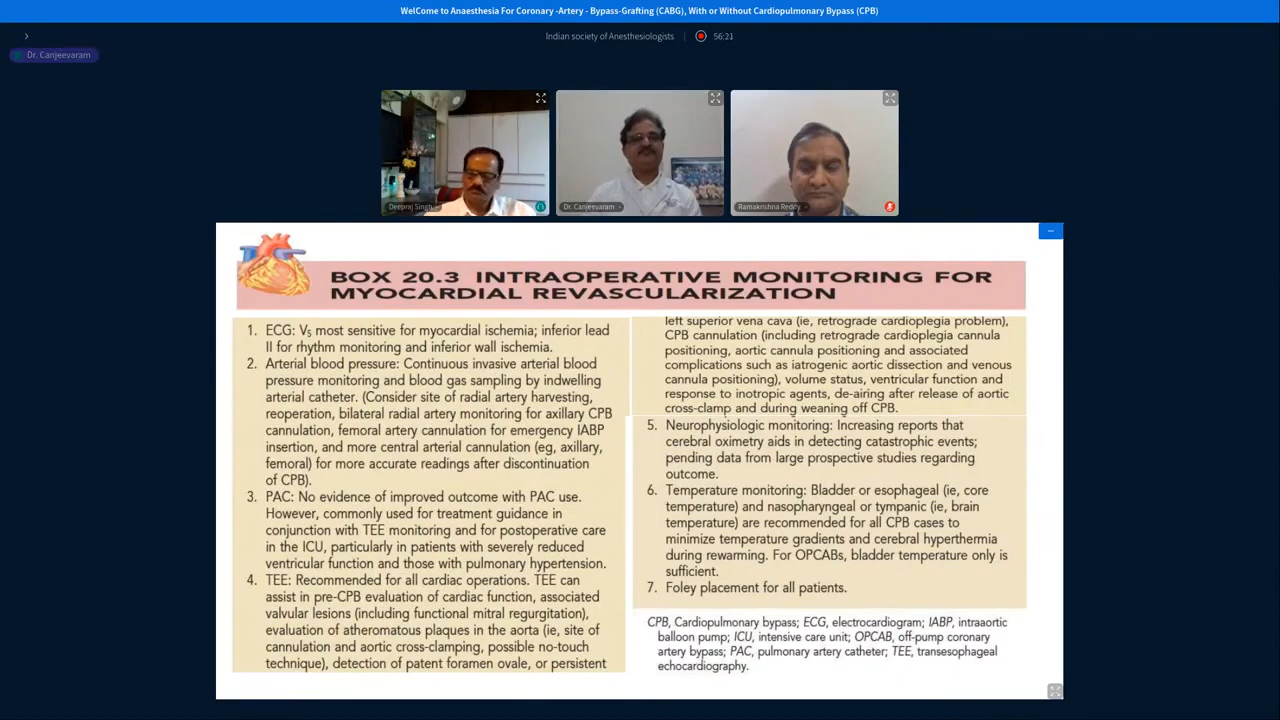 WelCome to Anaesthesia For Coronary -Artery - Bypass-Grafting (CABG), With or Without Cardiopulmonary Bypass (CPB)
Indian society of Anesthesiologists
56:21
Dr. Canjeevaram
Deepraj Singh
Dr. Canjeevaram
Ramakrishna Reddy
BOX 20.3 INTRAOPERATIVE MONITORING FOR
MYOCARDIAL REVASCULARIZATION
1. ECG: V5 most sensitive for myocardial ischemia; inferior lead
II for rhythm monitoring and inferior wall ischemia.
2. Arterial blood pressure: Continuous invasive arterial blood
pressure monitoring and blood gas sampling by indwelling
arterial catheter. (Consider site of radial artery harvesting,
reoperation, bilateral radial artery monitoring for axillary CPB
cannulation, femoral artery cannulation for emergency IABP
insertion, and more central arterial cannulation (eg, axillary,
femoral) for more accurate readings after discontinuation
of CPB).
3. PAC: No evidence of improved outcome with PAC use.
However, commonly used for treatment guidance in
conjunction with TEE monitoring and for postoperative care
in the ICU, particularly in patients with severely reduced
ventricular function and those with pulmonary hypertension.
4. TEE: Recommended for all cardiac operations. TEE can
assist in pre-CPB evaluation of cardiac function, associated
valvular lesions (including functional mitral regurgitation),
evaluation of atheromatous plaques in the aorta (ie, site of
cannulation and aortic cross-clamping, possible no-touch
technique), detection of patent foramen ovale, or persistent
left superior vena cava (ie, retrograde cardioplegia problem),
CPB cannulation (including retrograde cardioplegia cannula
positioning, aortic cannula positioning and associated
complications such as iatrogenic aortic dissection and venous
cannula positioning), volume status, ventricular function and
response to inotropic agents, de-airing after release of aortic
cross-clamp and during weaning off CPB.
5. Neurophysiologic monitoring: Increasing reports that
cerebral oximetry aids in detecting catastrophic events;
pending data from large prospective studies regarding
outcome.
6. Temperature monitoring: Bladder or esophageal (ie, core
temperature) and nasopharyngeal or tympanic (ie, brain
temperature) are recommended for all CPB cases to
minimize temperature gradients and cerebral hyperthermia
during rewarming. For OPCABs, bladder temperature only is
sufficient.
7. Foley placement for all patients.
CPB, Cardiopulmonary bypass; ECG, electrocardiogram; IABP, intraaortic
balloon pump; ICU, intensive care unit; OPCAB, off-pump coronary
artery bypass; PAC, pulmonary artery catheter; TEE, transesophageal
echocardiography.